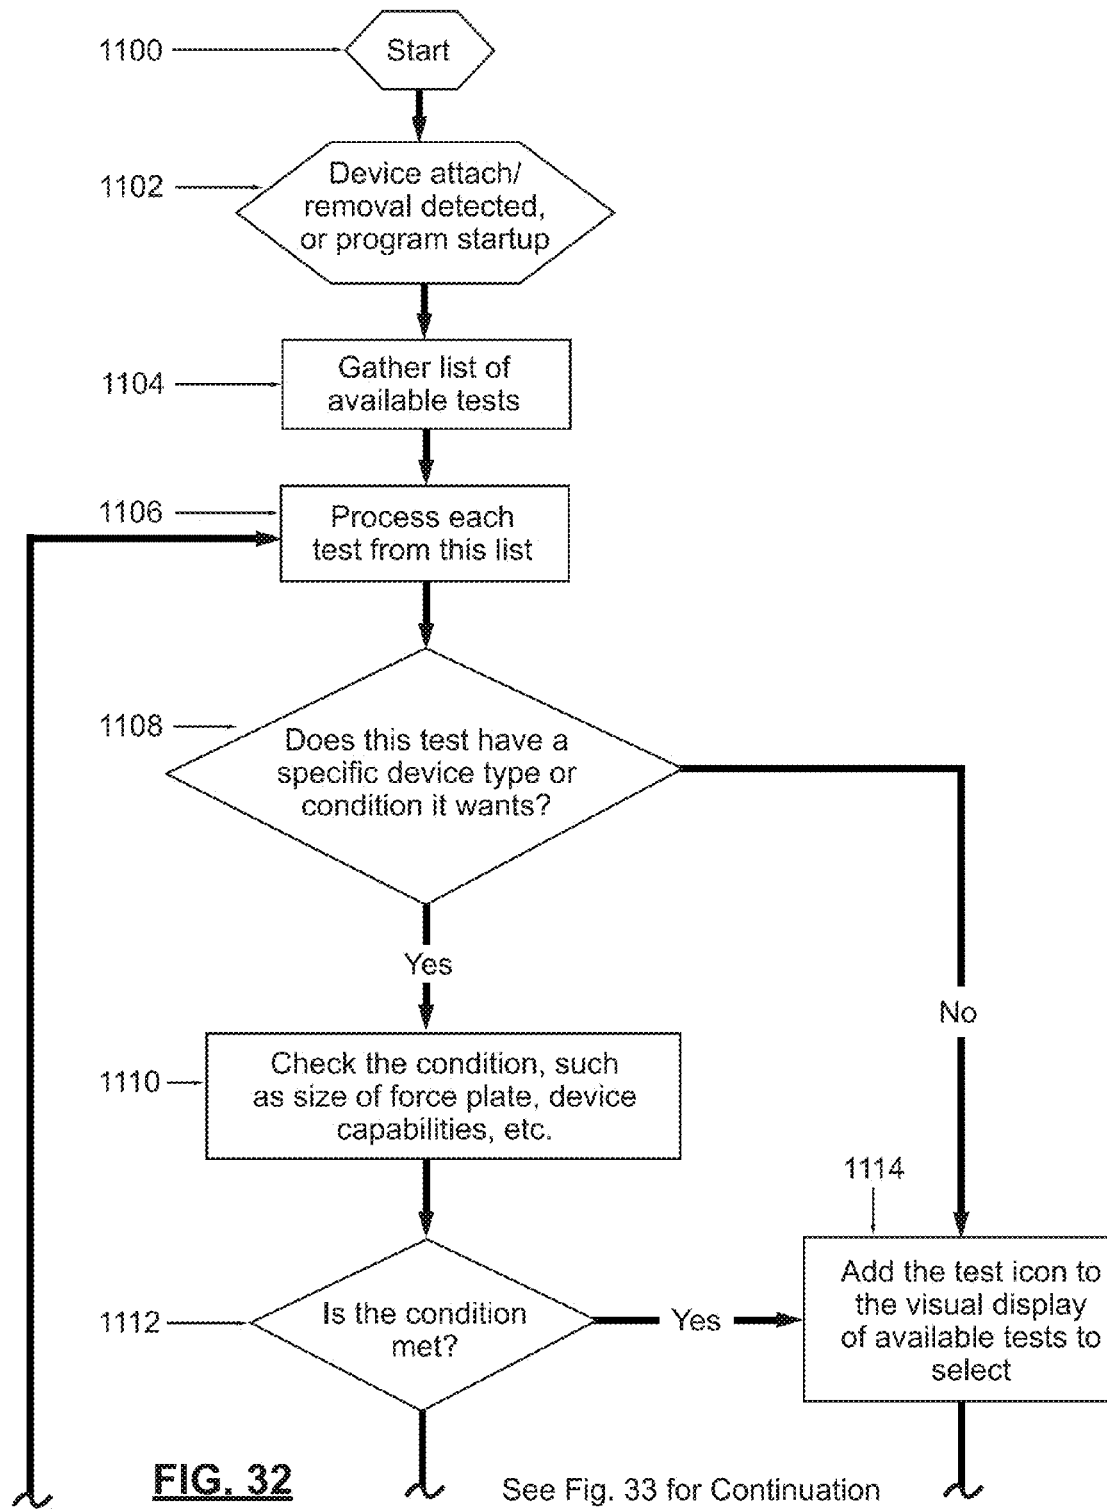 1100
Start
1102
Device attach/
removal detected,
or program startup
1104
Gather list of
available tests
1106
Process each
test from this list
1108
Does this test have a
specific device type or
condition it wants?
Yes
No
1110
Check the condition, such
as size of force plate, device
capabilities, etc.
1114
Add the test icon to
the visual display
of available tests to
select
1112
Is the condition
met?
Yes
FIG. 32
See Fig. 33 for Continuation